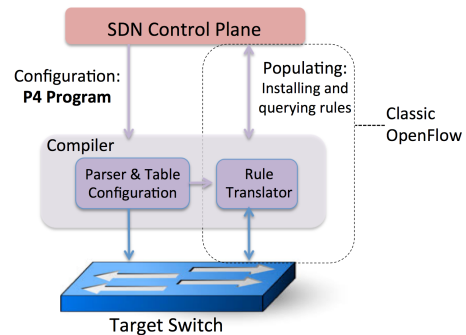 SDN Control Plane
Configuration:
P4 Program
Populating:
Installing and
querying rules
Classic
OpenFlow
Compiler
Parser & Table
Configuration
Rule
Translator
Target Switch